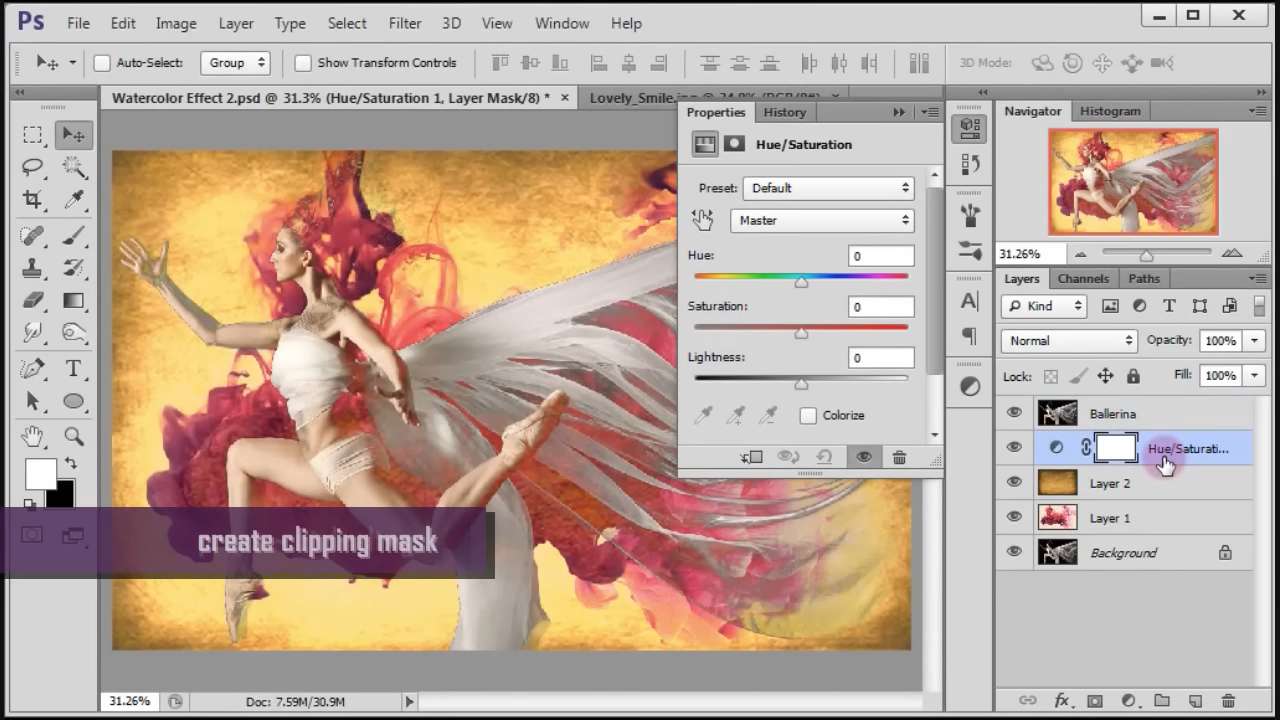 Ps File Edit Image Layer Type Select Filter 3D View Window Help
Auto-Select: Group Show Transform Controls 3D Mode:
Watercolor Effect 2.psd @ 31.3% (Hue/Saturation 1, Layer Mask/8) * ×
Properties History
Hue/Saturation
Preset: Default
Master
Hue: 0
Saturation: 0
Lightness: 0
Colorize
Navigator Histogram
31.26%
Layers Channels Paths
Kind
Normal Opacity: 100%
Lock: Fill: 100%
Ballerina
Hue/Saturati...
Layer 2
Layer 1
Background
create clipping mask
31.26% Doc: 7.59M/30.9M